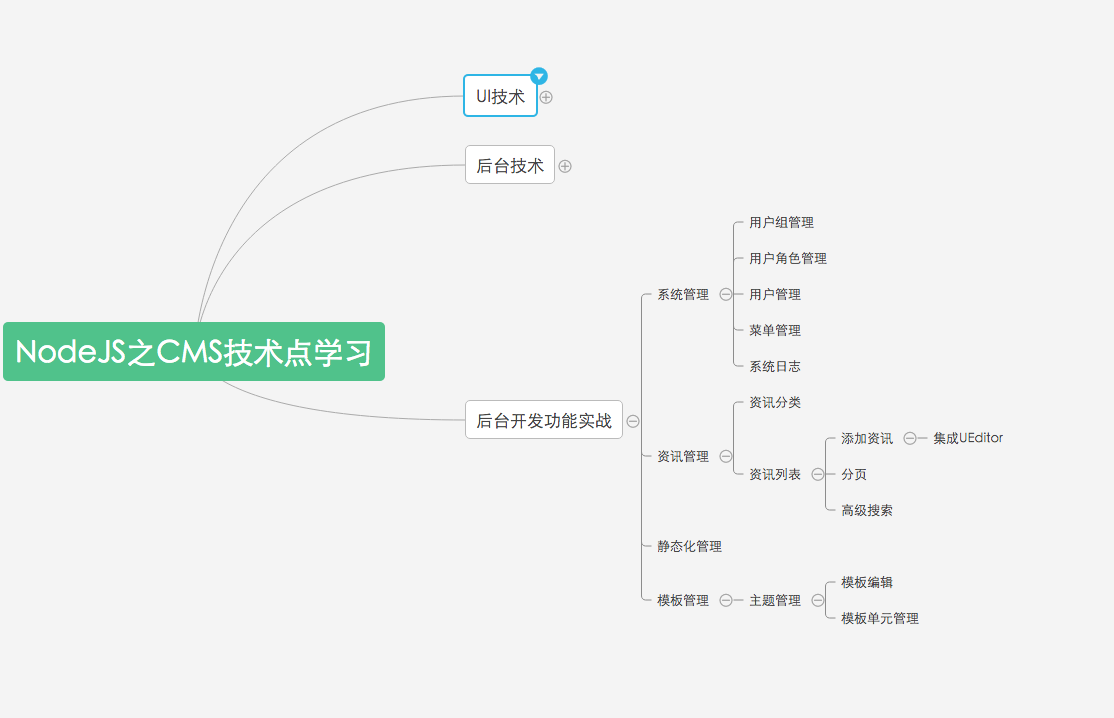 UI技术
后台技术
用户组管理
用户角色管理
系统管理
用户管理
菜单管理
NodeJS之CMS技术点学习
系统日志
资讯分类
后台开发功能实战
添加资讯
集成UEditor
资讯管理
资讯列表
分页
高级搜索
静态化管理
模板编辑
模板管理
主题管理
模板单元管理